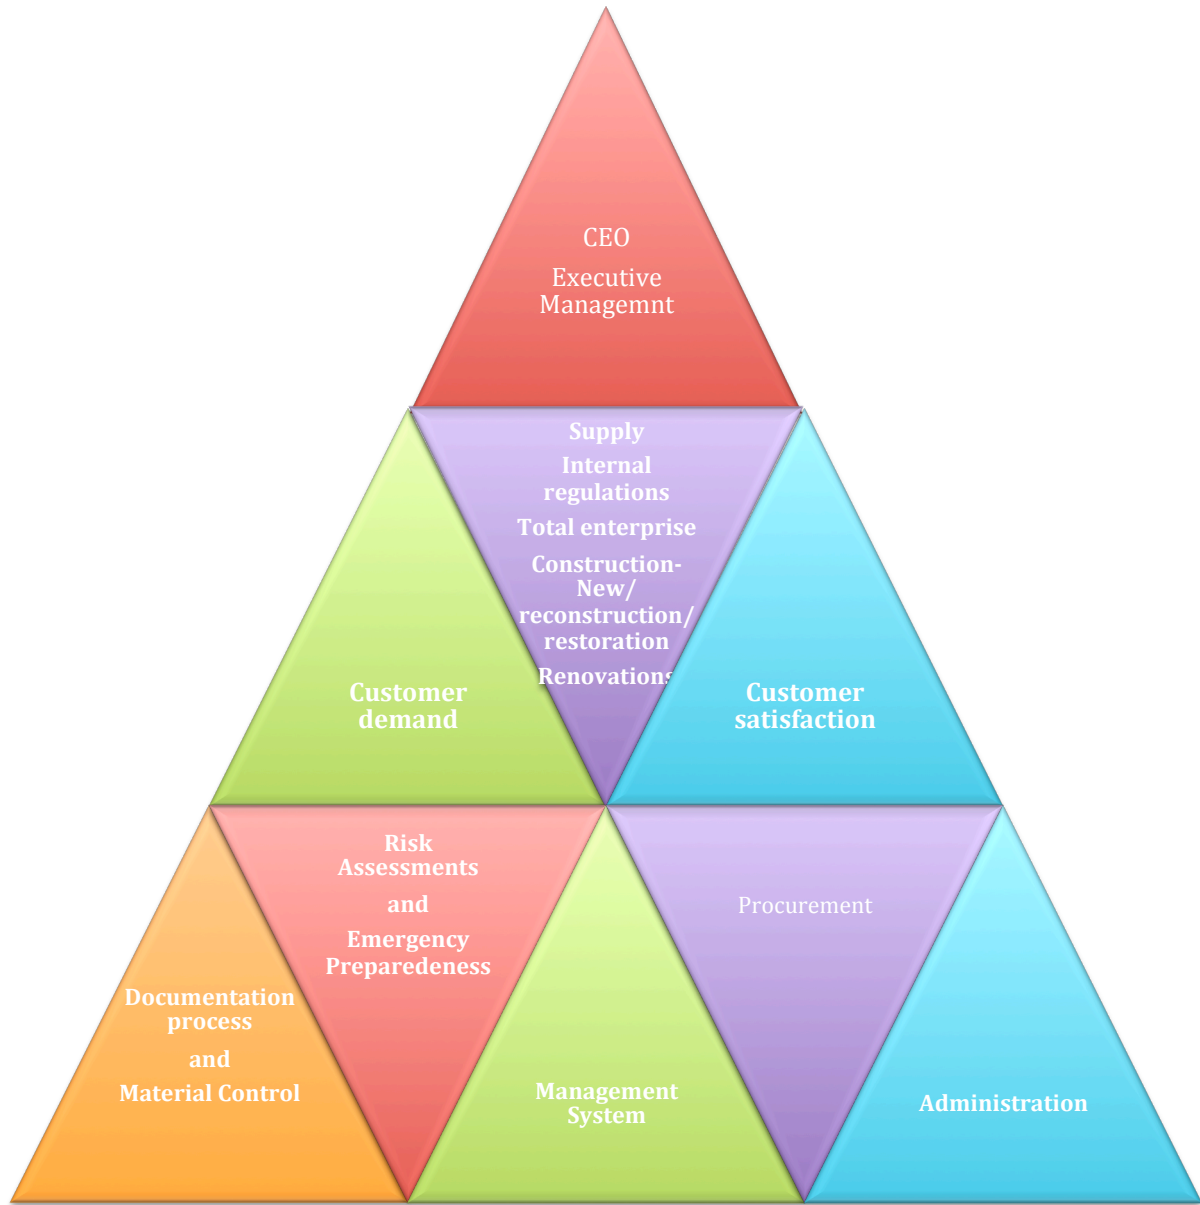 CEO
Executive
Managemnt
Supply
Internal
regulations
Total enterprise
Construction-
New/
reconstruction/
restoration
Renovations
Customer
demand
Customer
satisfaction
Documentation
process
and
Material Control
Risk
Assessments
and
Emergency
Preparedeness
Management
System
Procurement
Administration